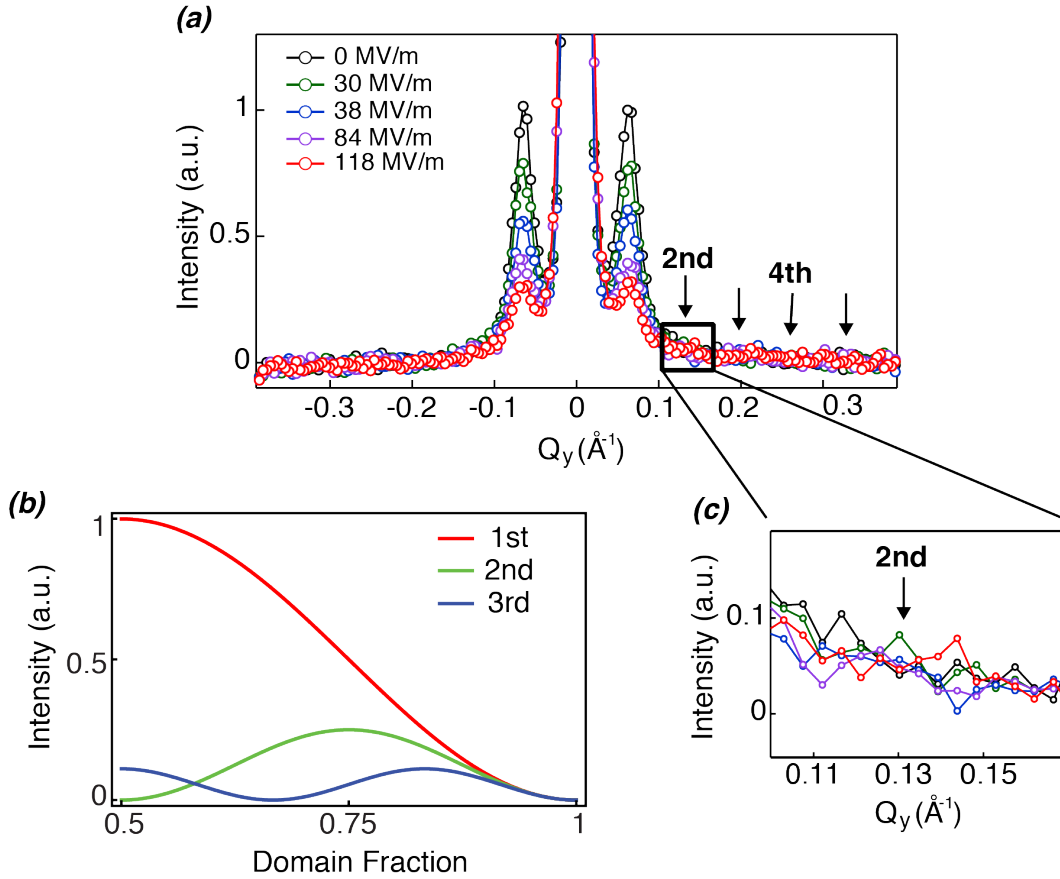 (a)
0 MV/m
30 MV/m
38 MV/m
84 MV/m
118 MV/m
1
0.5
0
Intensity (a.u.)
2nd
4th
-0.3
-0.2
-0.1
0
0.1
0.2
0.3
Qy (Å-1)
(b)
1
0.5
0
Intensity (a.u.)
1st
2nd
3rd
0.5
0.75
1
Domain Fraction
(c)
2nd
0.1
0
Intensity (a.u.)
0.11
0.13
0.15
Qy (Å-1)